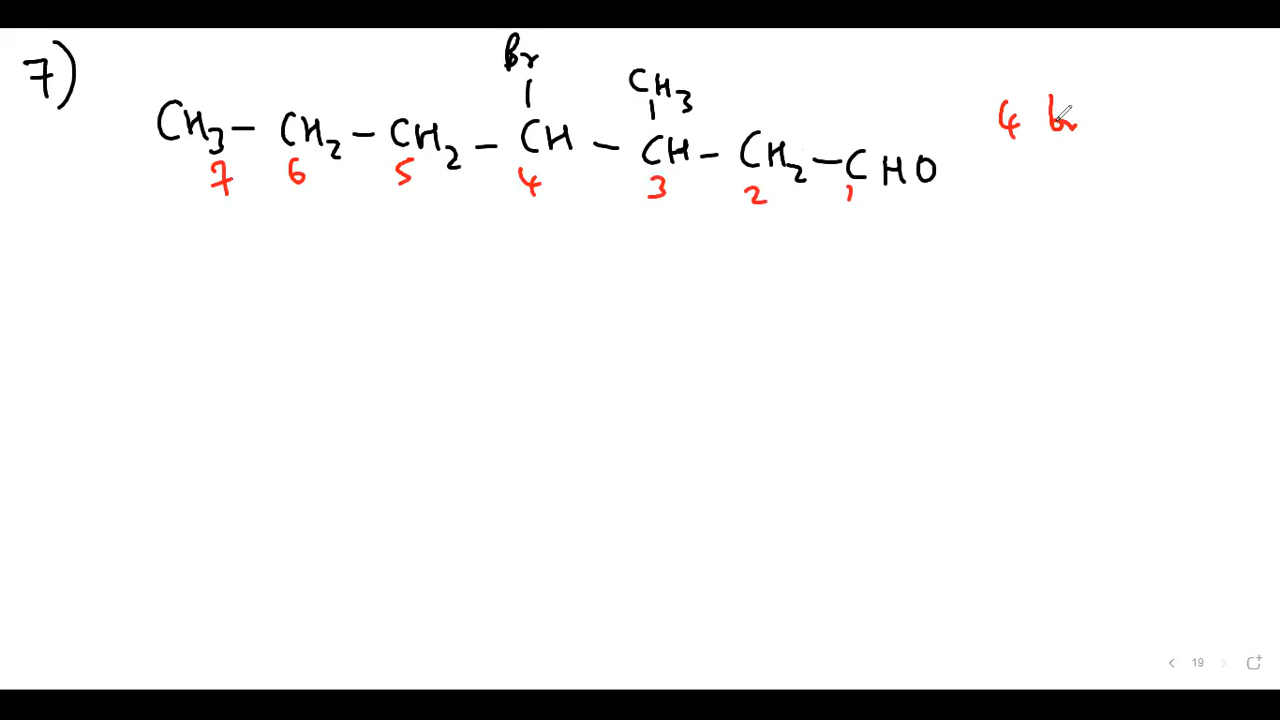 7)
Br
CH3
CH3 – CH2 – CH2 – CH – CH – CH2 – CHO
7 6 5 4 3 2 1
4 br
19